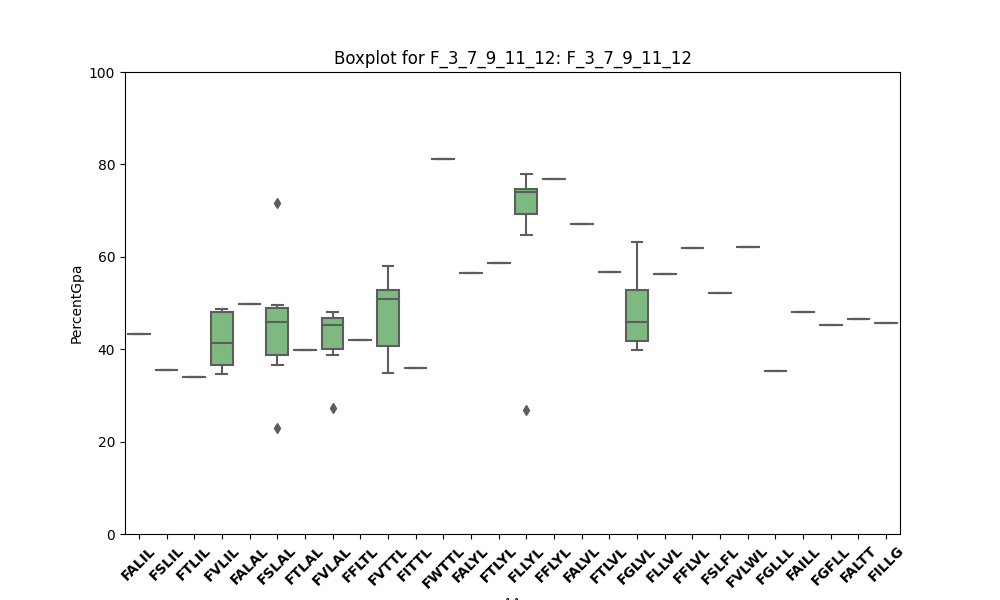 Boxplot for F_3_7_9_11_12: F_3_7_9_11_12
100
80
60
40
20
0
PercentGpa
FALIL FSLIL FTLIL FVLIL FALAL FSLAL FTLAL FVLAL FFLTL FVTTL FITTL FWTTL FALYL FTLYL FLLYL FFLYL FALVL FTLVL FGLVL FLLVL FFLVL FSLFL FVLWL FGLLL FAILL FGFLL FALTT FILLG